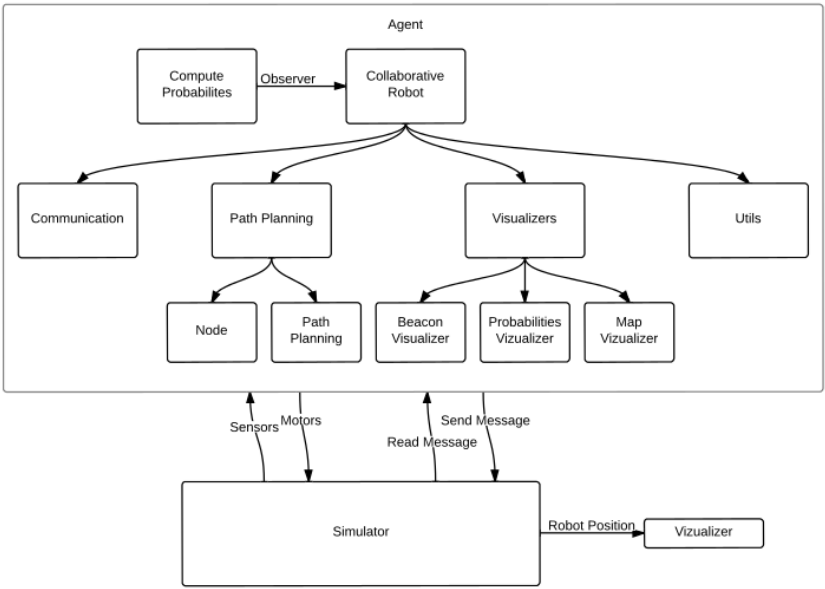 Agent
Compute
Probabilites
Observer
Collaborative
Robot
Communication
Path Planning
Visualizers
Utils
Node
Path
Planning
Beacon
Visualizer
Probabilities
Vizualizer
Map
Vizualizer
Sensors
Motors
Read Message
Send Message
Simulator
Robot Position
Vizualizer